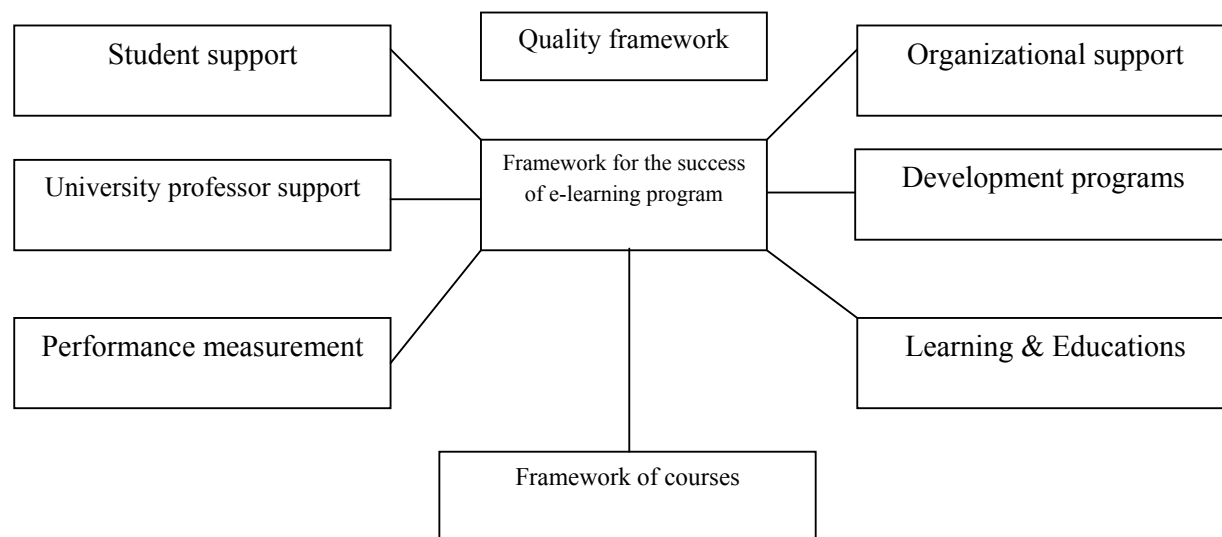 Quality framework
Student support
Organizational support
Framework for the success
of e-learning program
University professor support
Development programs
Performance measurement
Learning & Educations
Framework of courses